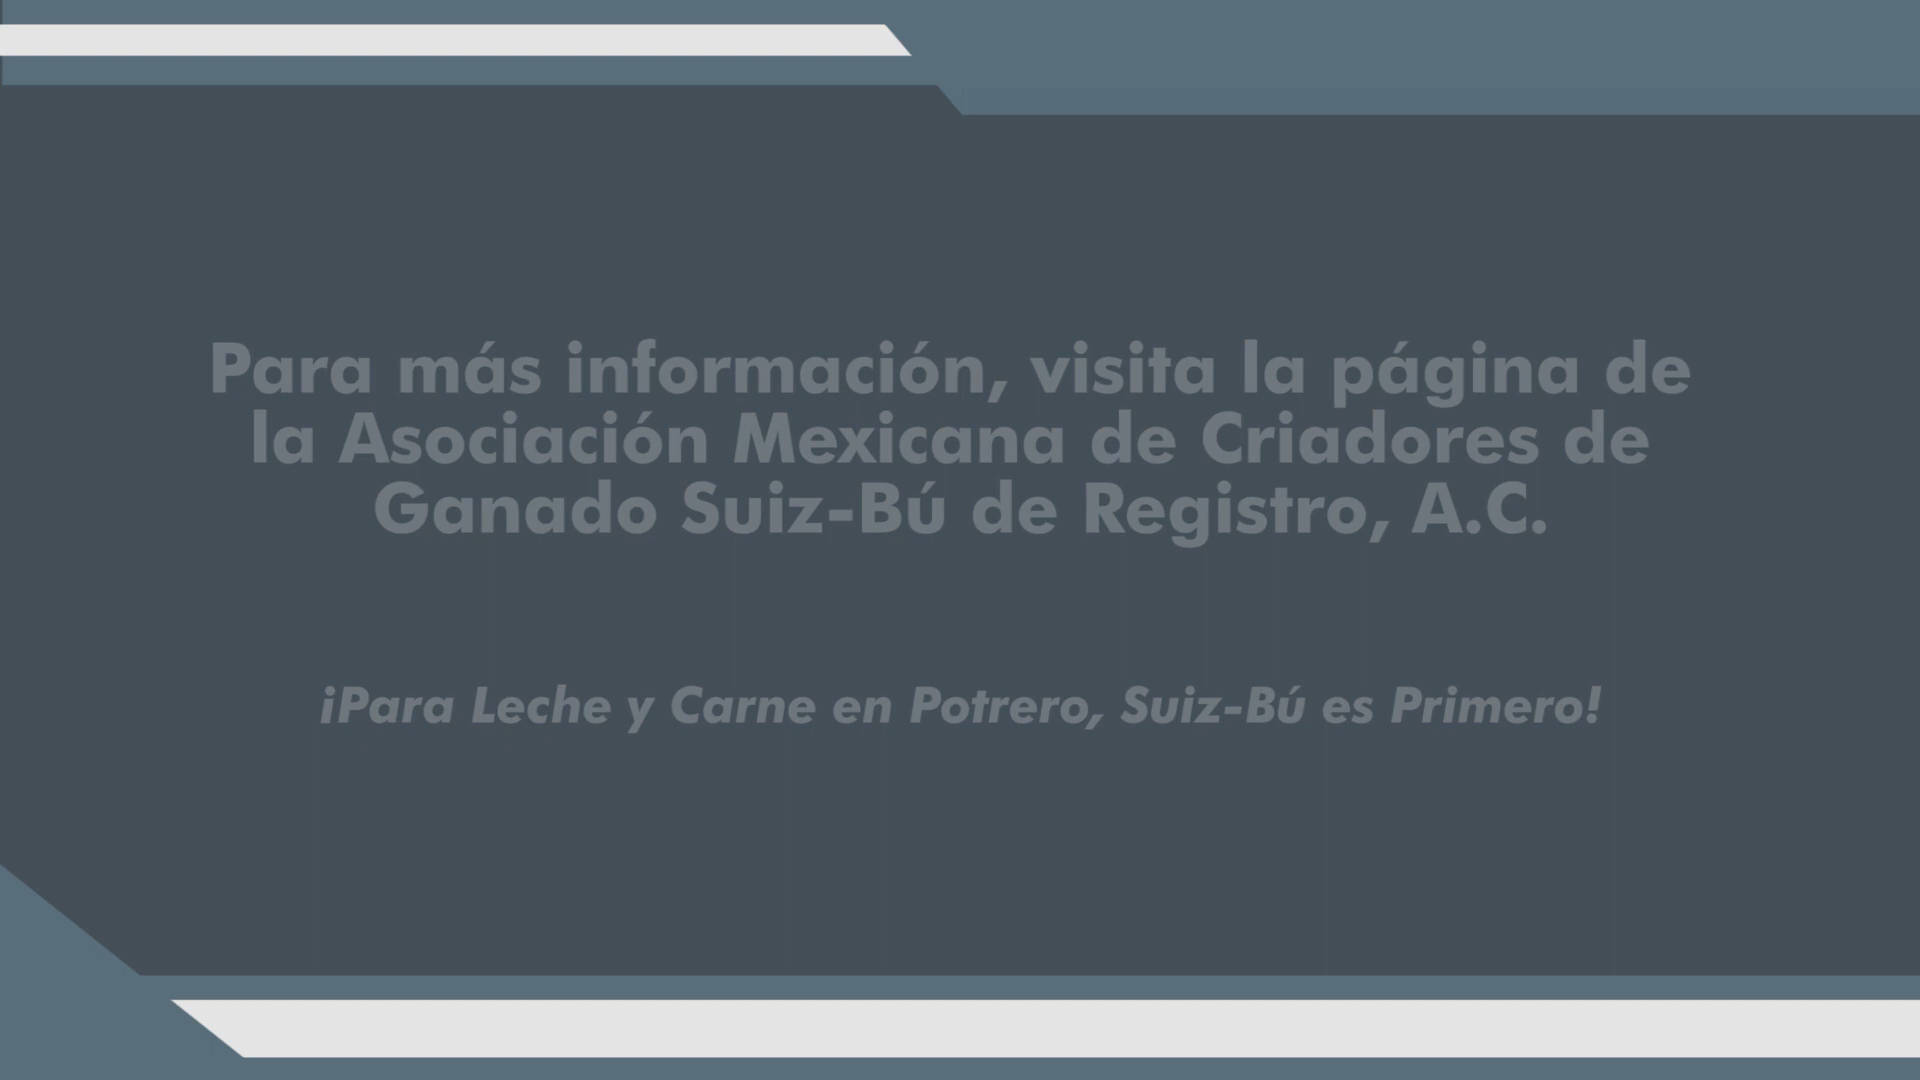 Para más información, visita la página de
la Asociación Mexicana de Criadores de
Ganado Suiz-Bú de Registro, A.C.
¡Para Leche y Carne en Potrero, Suiz-Bú es Primero!